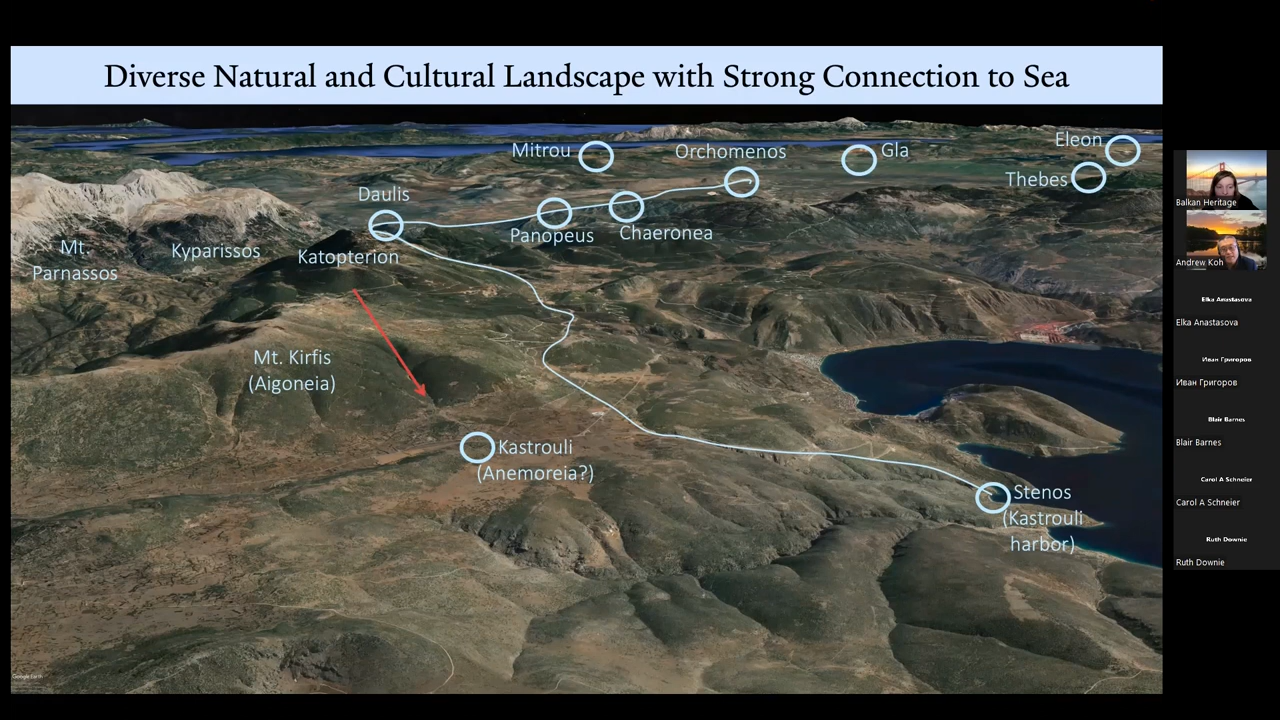 Diverse Natural and Cultural Landscape with Strong Connection to Sea
Mitrou
Orchomenos
Gla
Eleon
Thebes
Daulis
Panopeus
Chaeronea
Mt.
Parnassos
Kyparissos
Katopterion
Mt. Kirfis
(Aigoneia)
Kastrouli
(Anemoreia?)
Stenos
(Kastrouli
harbor)
Google Earth
Balkan Heritage
Andrew Koh
Elka Anastasova
Elka Anastasova
Иван Григоров
Иван Григоров
Blair Barnes
Blair Barnes
Carol A Schneier
Carol A Schneier
Ruth Downie
Ruth Downie